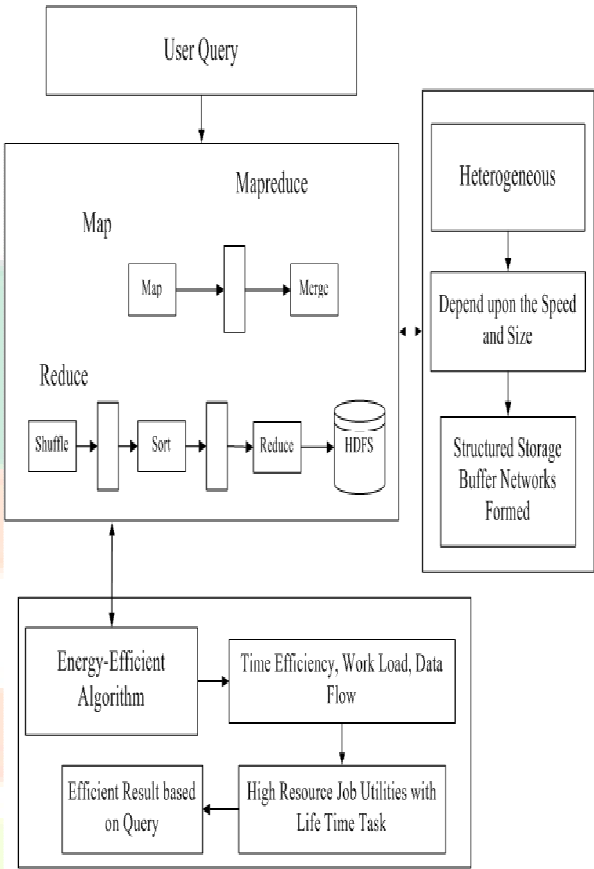 User Query
Mapreduce
Map
Map
Merge
Reduce
Shuffle
Sort
Reduce
HDFS
Heterogeneous
Depend upon the Speed
and Size
Structured Storage
Buffer Networks
Formed
Energy-Efficient
Algorithm
Time Efficiency, Work Load, Data
Flow
High Resource Job Utilities with
Life Time Task
Efficient Result based
on Query